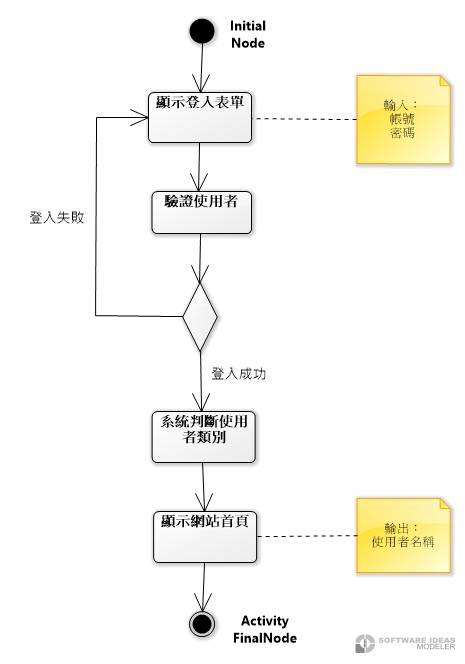 Initial
Node
顯示登入表單
輸入：
帳號
密碼
驗證使用者
登入失敗
登入成功
系統判斷使用
者類別
顯示網站首頁
輸出：
使用者名稱
Activity
FinalNode
SOFTWARE IDEAS
MODELER